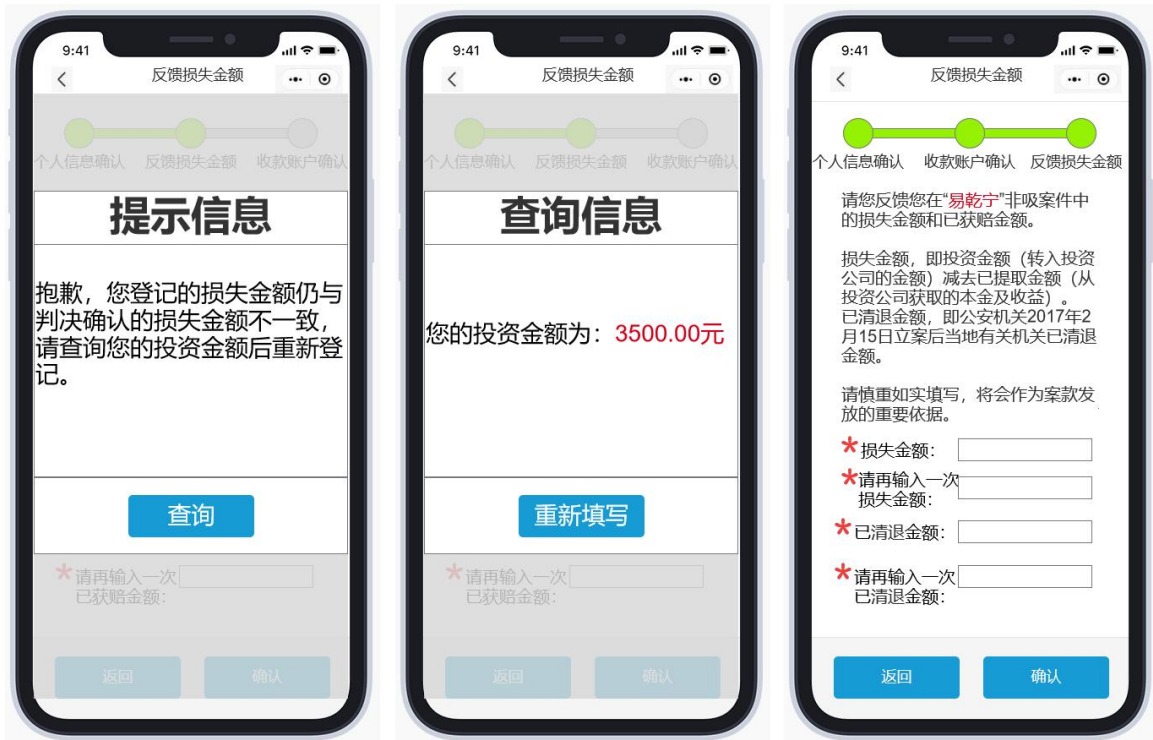 9:41
反馈损失金额
个人信息确认 反馈损失金额 收款账户确认
提示信息
抱歉，您登记的损失金额仍与
判决确认的损失金额不一致，
请查询您的投资金额后重新登
记。
查询
*请再输入一次
已获赔金额：
返回 确认
9:41
反馈损失金额
个人信息确认 反馈损失金额 收款账户确认
查询信息
您的投资金额为：3500.00元
重新填写
*请再输入一次
已获赔金额：
返回 确认
9:41
反馈损失金额
个人信息确认 收款账户确认 反馈损失金额
请您反馈您在“易乾宁”非吸案件中
的损失金额和已获赔金额。
损失金额，即投资金额（转入投资
公司的金额）减去已提取金额（从
投资公司获取的本金及收益）。
已清退金额，即公安机关2017年2
月15日立案后当地有关机关已清退
金额。
请慎重如实填写，将会作为案款发
放的重要依据。
*损失金额：
*请再输入一次
损失金额：
*已清退金额：
*请再输入一次
已清退金额：
返回 确认